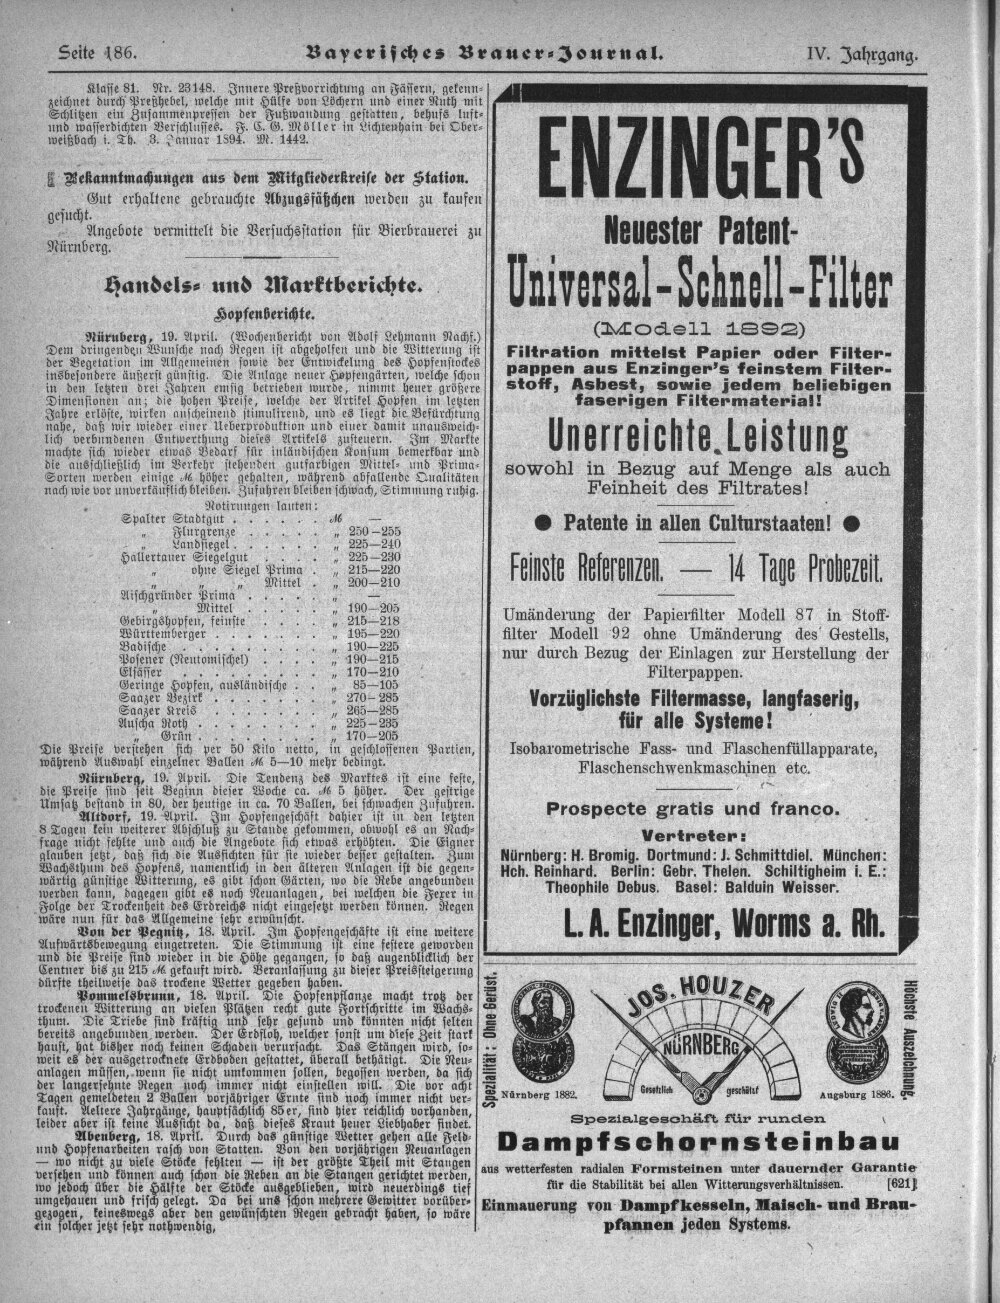 Seite 186.
Bayerisches Brauer-Journal.
IV. Jahrgang.
Klasse 81. Nr. 23148. Innere Preßvorrichtung an Fässern, gekenn-
zeichnet durch Preßhebel, welche mit Hülfe von Löchern und einer Nuth mit
Schlitzen ein Zusammenpressen der Fußwandung gestatten, behufs luft-
und wasserdichten Verschlusses. F. C. G. Möller in Lichtenhain bei Ober-
weißbach i. Th. 3. Januar 1894. M. 1442.
Bekanntmachungen aus dem Mitgliederkreise der Station.
Gut erhaltene gebrauchte Abzugsfäßchen werden zu kaufen
gesucht.
Angebote vermittelt die Versuchsstation für Bierbrauerei zu
Nürnberg.
Handels- und Marktberichte.
Hopfenberichte.
Nürnberg, 19. April. (Wochenbericht von Adolf Lehmann Nachf.)
Dem dringenden Wunsche nach Regen ist abgeholfen und die Witterung ist
der Vegetation im Allgemeinen sowie der Entwickelung des Hopfenstockes
insbesondere äußerst günstig. Die Anlage neuer Hopfengärten, welche schon
in den letzten drei Jahren emsig betrieben wurde, nimmt heuer größere
Dimensionen an; die hohen Preise, welche der Artikel Hopfen im letzten
Jahre erlöste, wirken anscheinend stimulirend, und es liegt die Befürchtung
nahe, daß wir wieder einer Ueberproduktion und einer damit unausweich-
lich verbundenen Entwerthung dieses Artikels zusteuern. Im Markte
machte sich wieder etwas Bedarf für inländischen Konsum bemerkbar und
die ausschließlich im Verkehr stehenden gutfarbigen Mittel- und Prima-
Sorten werden einige ℳ höher gehalten, während abfallende Qualitäten
nach wie vor unverkäuflich bleiben. Zufuhren bleiben schwach, Stimmung ruhig.
Notirungen lauten:
Spalter Stadtgut . . . . . . ℳ —
„ Flurgrenze . . . . . „ 250—255
„ Landsiegel . . . . . . „ 225—240
Hallertauer Siegelgut . . . . . „ 225—230
„ ohne Siegel Prima . „ 215—220
„ „ „ Mittel . „ 200—210
Aischgründer Prima . . . . . „ —
„ Mittel . . . . . „ 190—205
Gebirgshopfen, feinste . . . . . „ 215—218
Württemberger . . . . . . . „ 195—220
Badische . . . . . . . . „ 190—225
Posener (Neutomischel) . . . . „ 190—215
Elsässer . . . . . . . . „ 170—210
Geringe Hopfen, ausländische . . „ 85—105
Saazer Bezirk . . . . . . . „ 270—285
Saazer Kreis . . . . . . . „ 265—285
Auscha Roth . . . . . . . „ 225—235
„ Grün . . . . . . . „ 170—205
Die Preise verstehen sich per 50 Kilo netto, in geschlossenen Partien,
während Auswahl einzelner Ballen ℳ 5—10 mehr bedingt.
Nürnberg, 19. April. Die Tendenz des Marktes ist eine feste,
die Preise sind seit Beginn dieser Woche ca. ℳ 5 höher. Der gestrige
Umsatz bestand in 80, der heutige in ca. 70 Ballen, bei schwachen Zufuhren.
Altdorf, 19. April. Im Hopfengeschäft dahier ist in den letzten
8 Tagen kein weiterer Abschluß zu Stande gekommen, obwohl es an Nach-
frage nicht fehlte und auch die Angebote sich etwas erhöhten. Die Eigner
glauben jetzt, daß sich die Aussichten für sie wieder besser gestalten. Zum
Wachsthum des Hopfens, namentlich in den älteren Anlagen ist die gegen-
wärtig günstige Witterung, es gibt schon Gärten, wo die Rebe angebunden
werden kann, dagegen gibt es noch Neuanlagen, bei welchen die Fexer in
Folge der Trockenheit des Erdreichs nicht eingesetzt werden können. Regen
wäre nun für das Allgemeine sehr erwünscht.
Von der Pegnitz, 18. April. Im Hopfengeschäfte ist eine weitere
Aufwärtsbewegung eingetreten. Die Stimmung ist eine festere geworden
und die Preise sind wieder in die Höhe gegangen, so daß augenblicklich der
Centner bis zu 215 ℳ gekauft wird. Veranlassung zu dieser Preissteigerung
dürfte theilweise das trockene Wetter gegeben haben.
Pommelsbrunn, 18. April. Die Hopfenpflanze macht trotz der
trockenen Witterung an vielen Plätzen recht gute Fortschritte im Wachs-
thum. Die Triebe sind kräftig und sehr gesund und könnten nicht selten
bereits angebunden werden. Der Erdfloh, welcher sonst um diese Zeit stark
haust, hat bisher noch keinen Schaden verursacht. Das Stängen wird, so-
weit es der ausgetrocknete Erdboden gestattet, überall bethätigt. Die Neu-
anlagen müssen, wenn sie nicht umkommen sollen, begossen werden, da sich
der langersehnte Regen noch immer nicht einstellen will. Die vor acht
Tagen gemeldeten 2 Ballen vorjähriger Ernte sind noch immer nicht ver-
kauft. Aeltere Jahrgänge, hauptsächlich 85er, sind hier reichlich vorhanden,
leider aber ist keine Aussicht da, daß dieses Kraut heuer Liebhaber findet.
Abenberg, 18. April. Durch das günstige Wetter gehen alle Feld-
und Hopfenarbeiten rasch von Statten. Von den vorjährigen Neuanlagen
— wo nicht zu viele Stöcke fehlten — ist der größte Theil mit Stangen
versehen und können auch schon die Reben an die Stangen gerichtet werden,
wo jedoch über die Hälfte der Stöcke ausgeblieben, wird neuerdings tief
umgehauen und frisch gelegt. Da bei uns schon mehrere Gewitter vorüber-
gezogen, keineswegs aber den gewünschten Regen gebracht haben, so wäre
ein solcher jetzt sehr nothwendig.
ENZINGER'S
Neuester Patent-
Universal-Schnell-Filter
(Modell 1892)
Filtration mittelst Papier oder Filter-
pappen aus Enzinger's feinstem Filter-
stoff, Asbest, sowie jedem beliebigen
faserigen Filtermaterial!
Unerreichte Leistung
sowohl in Bezug auf Menge als auch
Feinheit des Filtrates!
● Patente in allen Culturstaaten! ●
Feinste Referenzen. — 14 Tage Probezeit.
Umänderung der Papierfilter Modell 87 in Stoff-
filter Modell 92 ohne Umänderung des Gestells,
nur durch Bezug der Einlagen zur Herstellung der
Filterpappen.
Vorzüglichste Filtermasse, langfaserig,
für alle Systeme!
Isobarometrische Fass- und Flaschenfüllapparate,
Flaschenschwenkmaschinen etc.
Prospecte gratis und franco.
Vertreter:
Nürnberg: H. Bromig. Dortmund: J. Schmittdiel. München:
Hch. Reinhard. Berlin: Gebr. Thelen. Schiltigheim i. E.:
Theophile Debus. Basel: Balduin Weisser.
L. A. Enzinger, Worms a. Rh.
Spezialität: Ohne Gerüst.
JOS. HOUZER
NÜRNBERG
Gesetzlich geschützt
Nürnberg 1882.
Augsburg 1886.
Höchste Auszeichnung.
Spezialgeschäft für runden
Dampfschornsteinbau
aus wetterfesten radialen Formsteinen unter dauernder Garantie
für die Stabilität bei allen Witterungsverhältnissen. [621]
Einmauerung von Dampfkesseln, Maisch- und Brau-
pfannen jeden Systems.